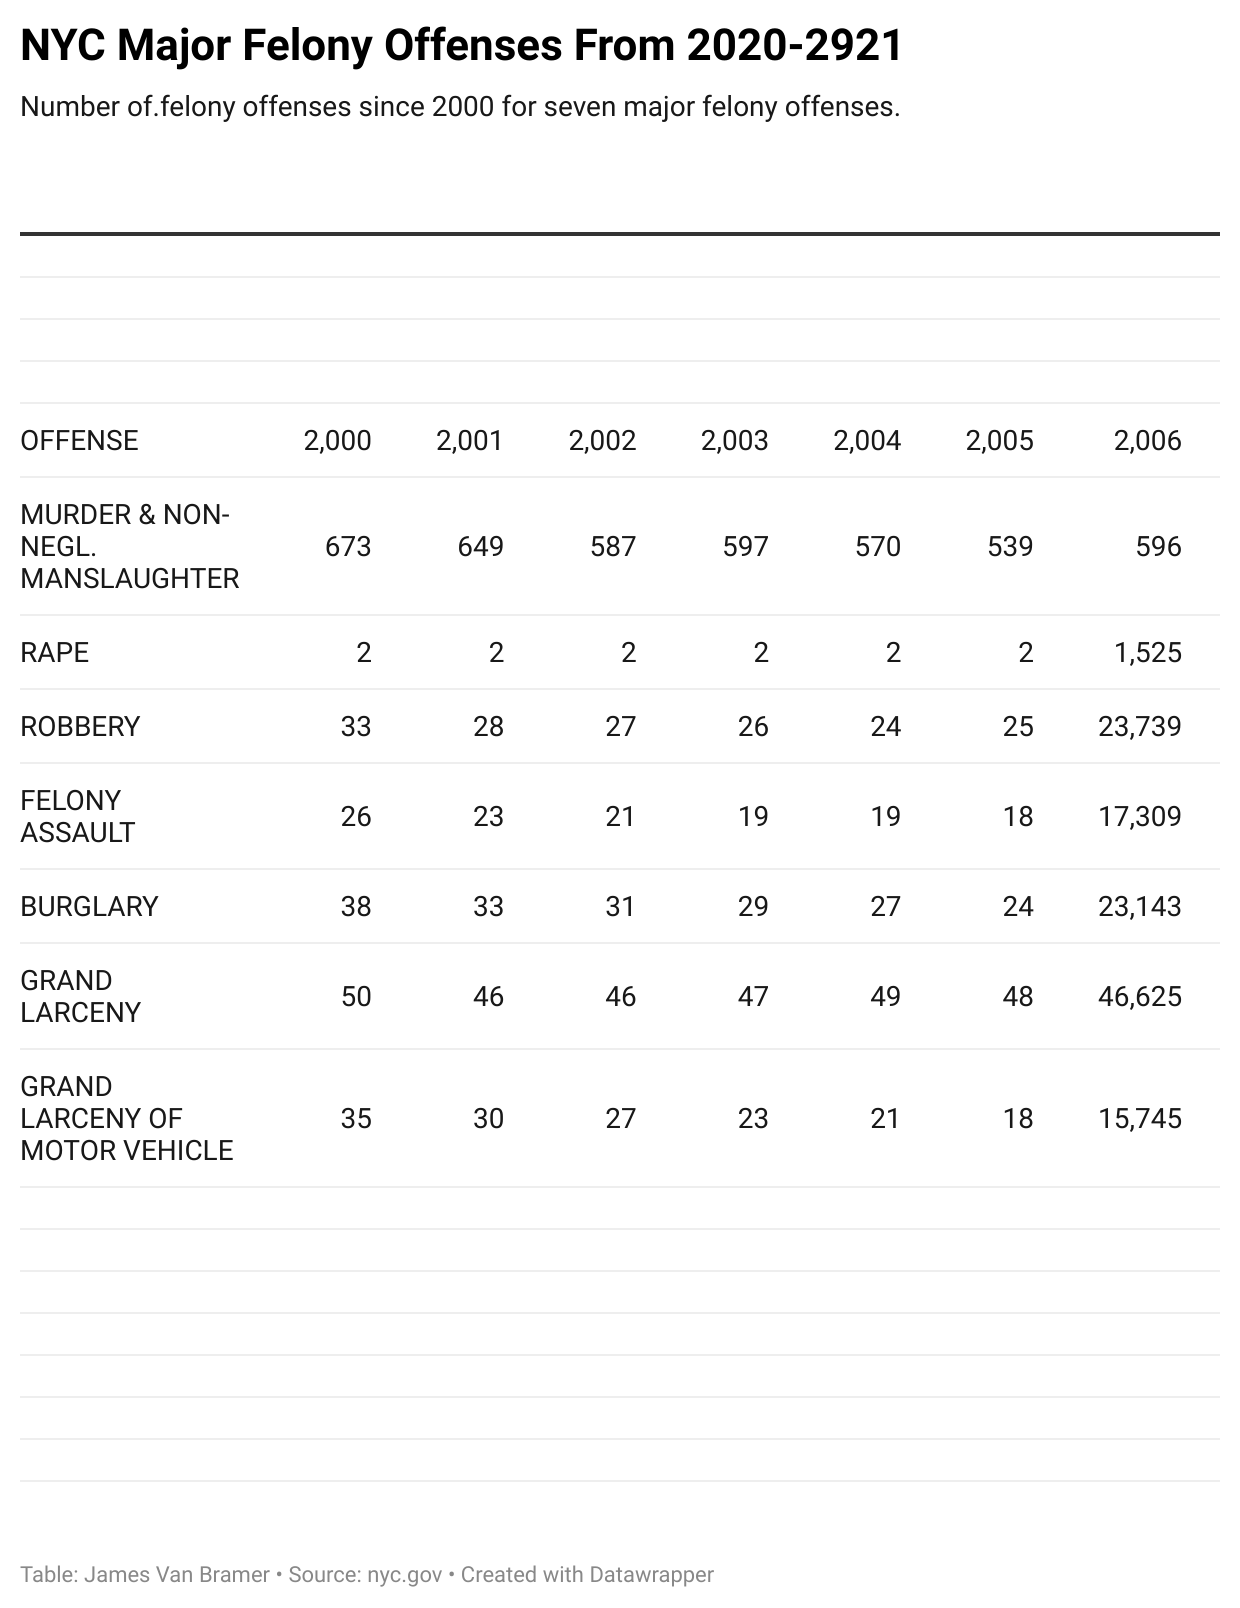 NYC Major Felony Offenses From 2020-2921
Number of.felony offenses since 2000 for seven major felony offenses.
OFFENSE 2,000 2,001 2,002 2,003 2,004 2,005 2,006
MURDER & NON-
NEGL. 673 649 587 597 570 539 596
MANSLAUGHTER
RAPE 2 2 2 2 2 2 1,525
ROBBERY 33 28 27 26 24 25 23,739
FELONY
ASSAULT 26 23 21 19 19 18 17,309
BURGLARY 38 33 31 29 27 24 23,143
GRAND
LARCENY 50 46 46 47 49 48 46,625
GRAND
LARCENY OF 35 30 27 23 21 18 15,745
MOTOR VEHICLE
Table: James Van Bramer • Source: nyc.gov • Created with Datawrapper